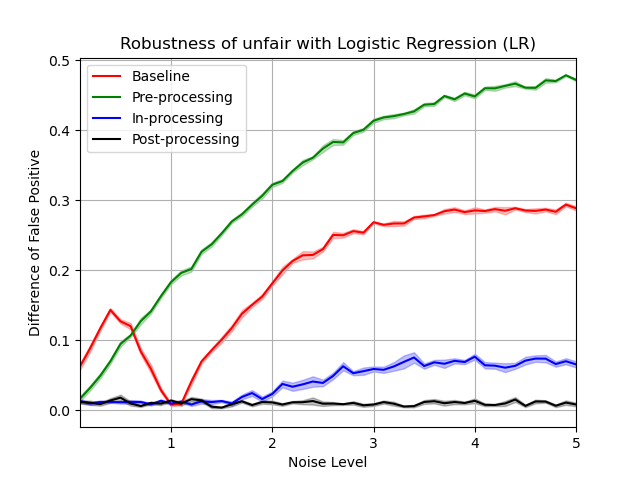 Robustness of unfair with Logistic Regression (LR)
Baseline
Pre-processing
In-processing
Post-processing
Difference of False Positive
0.5
0.4
0.3
0.2
0.1
0.0
1 2 3 4 5
Noise Level